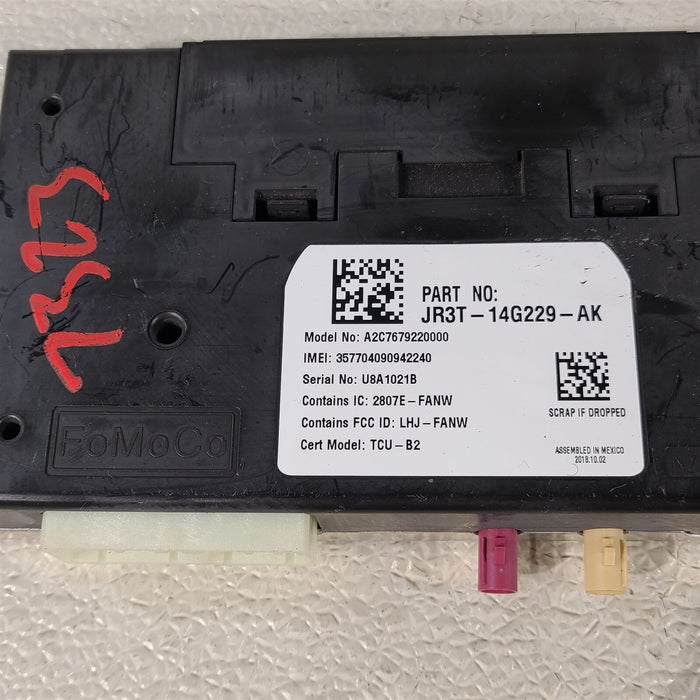 PART NO:
JR3T-14G229-AK
Model No: A2C7679220000
IMEI: 357704090942240
Serial No: U8A1021B
Contains IC: 2807E-FANW
Contains FCC ID: LHJ-FANW
Cert Model: TCU-B2
SCRAP IF DROPPED
ASSEMBLED IN MEXICO
2018.10.02
FoMoCo